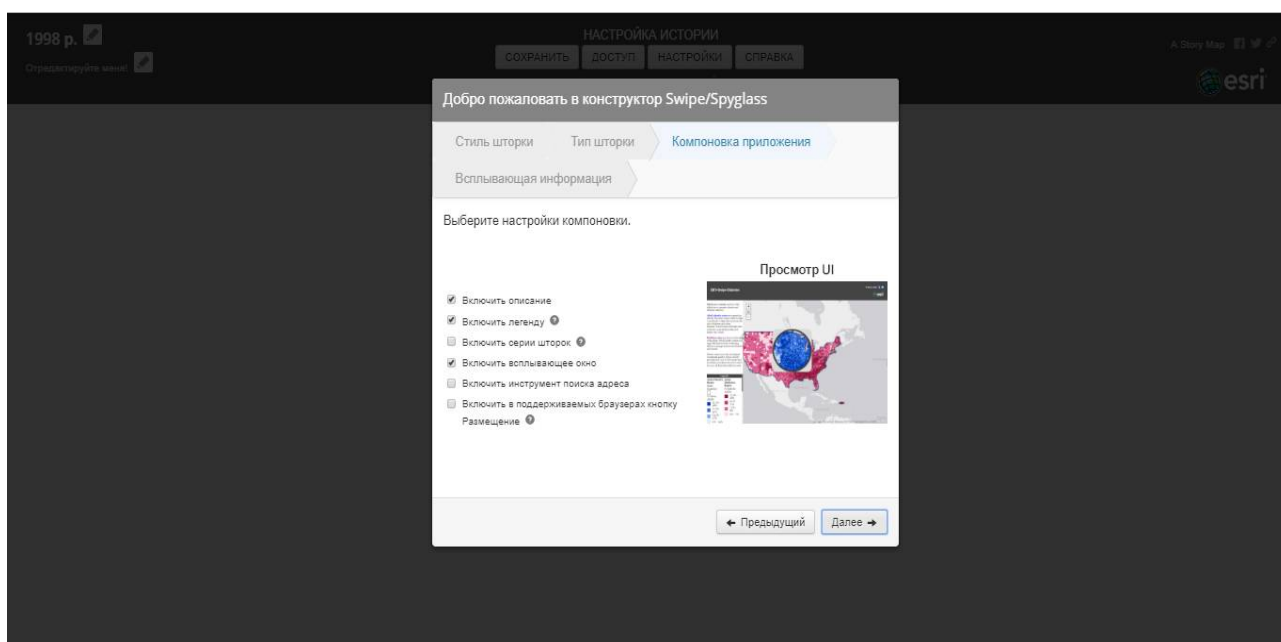 1998 р.
Отредактируйте меня!
НАСТРОЙКА ИСТОРИИ
СОХРАНИТЬ ДОСТУП НАСТРОЙКИ СПРАВКА
A Story Map
esri
Добро пожаловать в конструктор Swipe/Spyglass
Стиль шторки Тип шторки Компоновка приложения
Всплывающая информация
Выберите настройки компоновки.
Просмотр UI
Включить описание
Включить легенду
Включить серии шторок
Включить всплывающее окно
Включить инструмент поиска адреса
Включить в поддерживаемых браузерах кнопку
Размещение
Предыдущий Далее